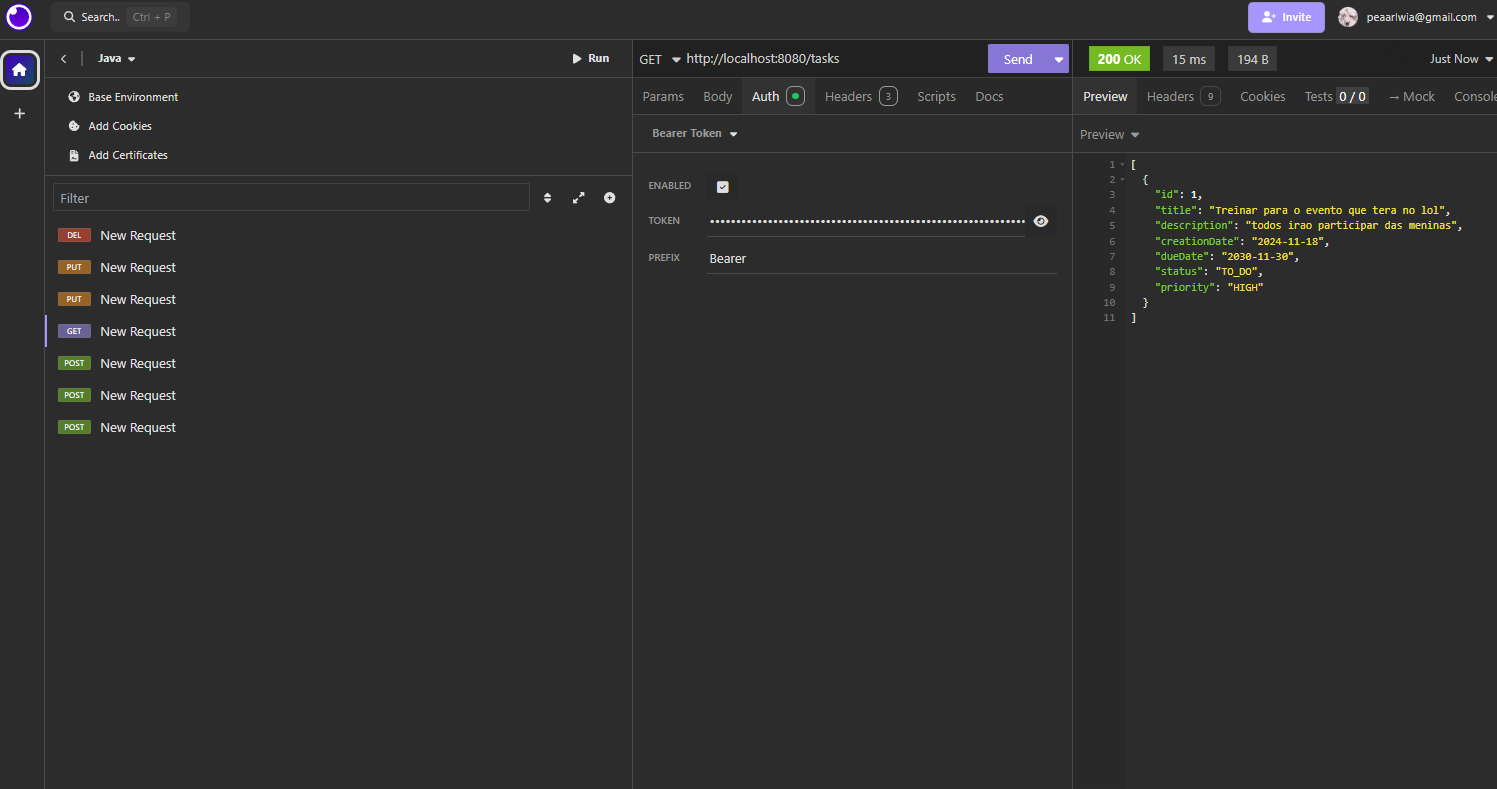 Search.. Ctrl + P
Invite
peaarlwia@gmail.com
Java
Run
Base Environment
Add Cookies
Add Certificates
Filter
DEL New Request
PUT New Request
PUT New Request
GET New Request
POST New Request
POST New Request
POST New Request
GET http://localhost:8080/tasks Send
Params Body Auth Headers 3 Scripts Docs
Bearer Token
ENABLED
TOKEN ••••••••••••••••••••••••••••••••••••••••••••••••••••••••••••
PREFIX Bearer
200 OK 15 ms 194 B Just Now
Preview Headers 9 Cookies Tests 0 / 0 → Mock Console
Preview
1 [
2 {
3 "id": 1,
4 "title": "Treinar para o evento que tera no lol",
5 "description": "todos irao participar das meninas",
6 "creationDate": "2024-11-18",
7 "dueDate": "2030-11-30",
8 "status": "TO_DO",
9 "priority": "HIGH"
10 }
11 ]